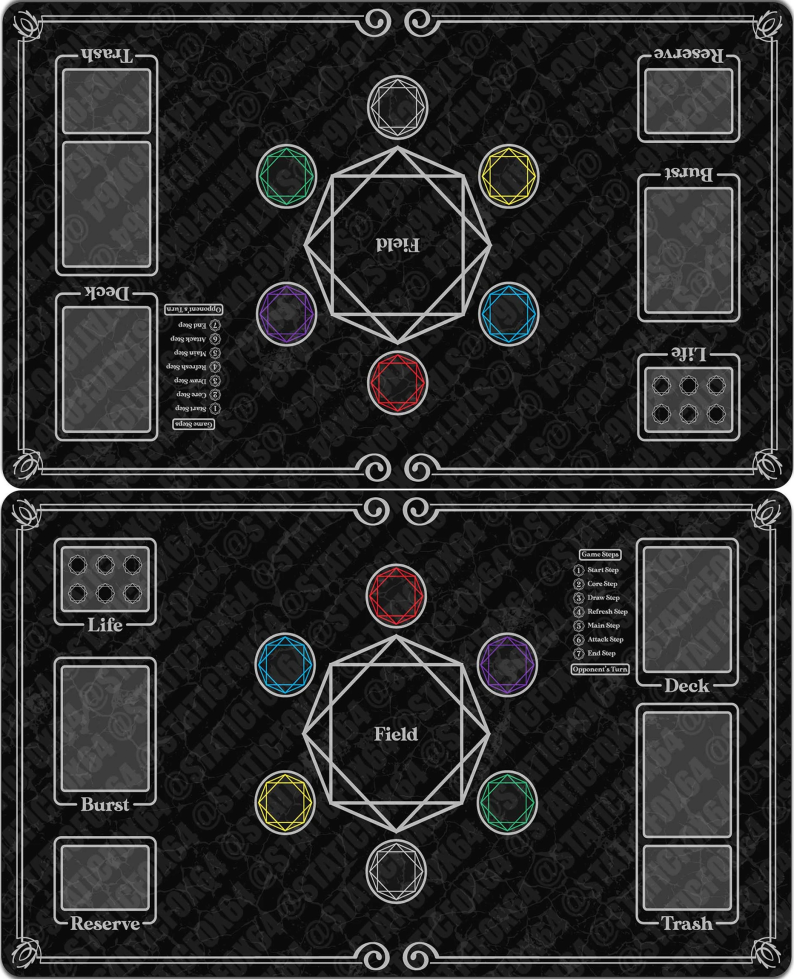 Trash
Reserve
Burst
Field
Deck
Life
Opponent's Turn
7 End Step
6 Attack Step
5 Main Step
4 Refresh Step
3 Draw Step
2 Core Step
1 Start Step
Game Steps
Life
Game Steps
1 Start Step
2 Core Step
3 Draw Step
4 Refresh Step
5 Main Step
6 Attack Step
7 End Step
Opponent's Turn
Deck
Field
Burst
Reserve
Trash